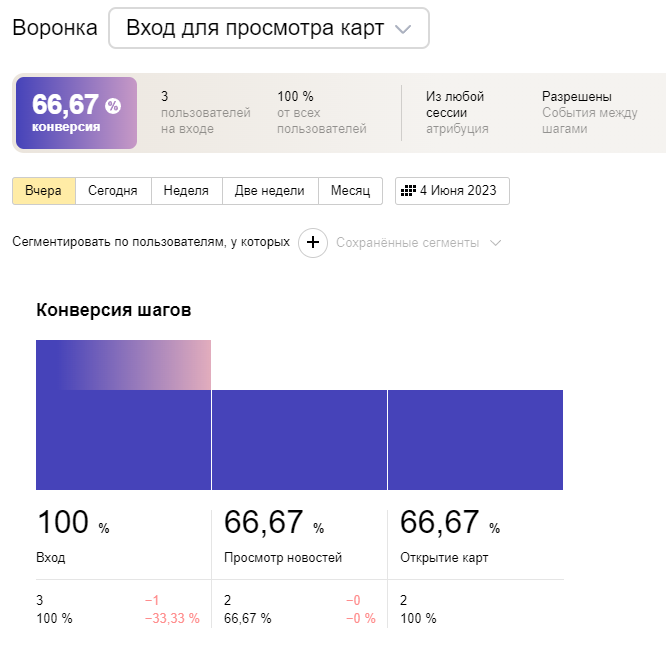 Воронка Вход для просмотра карт
66,67 %
конверсия
3
пользователей
на входе
100 %
от всех
пользователей
Из любой
сессии
атрибуция
Разрешены
События между
шагами
Вчера Сегодня Неделя Две недели Месяц 4 Июня 2023
Сегментировать по пользователям, у которых + Сохранённые сегменты
Конверсия шагов
100 % 66,67 % 66,67 %
Вход Просмотр новостей Открытие карт
3 −1 2 −0 2
100 % −33,33 % 66,67 % −0 % 100 %